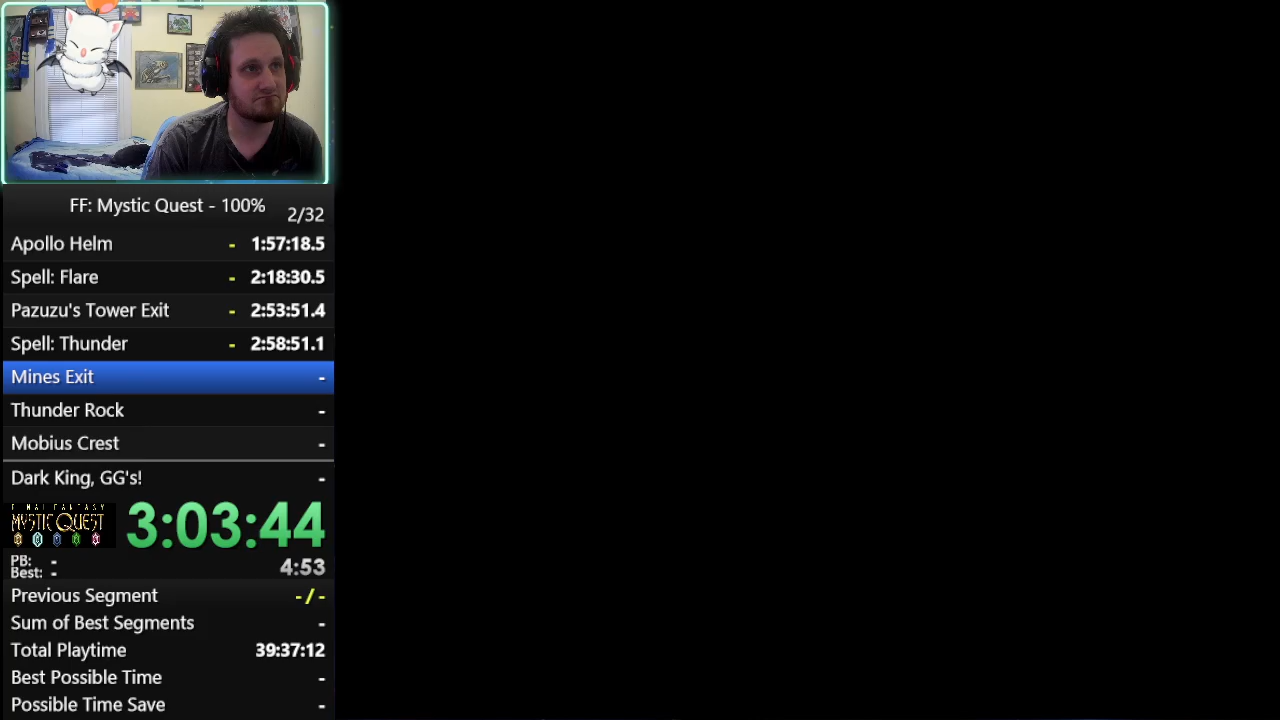 FF: Mystic Quest - 100%
2/32
Apollo Helm - 1:57:18.5
Spell: Flare - 2:18:30.5
Pazuzu's Tower Exit - 2:53:51.4
Spell: Thunder - 2:58:51.1
Mines Exit -
Thunder Rock -
Mobius Crest -
Dark King, GG's! -
FINAL FANTASY
MYSTIC QUEST
3:03:44
PB: -
Best: -
4:53
Previous Segment - / -
Sum of Best Segments -
Total Playtime 39:37:12
Best Possible Time -
Possible Time Save -